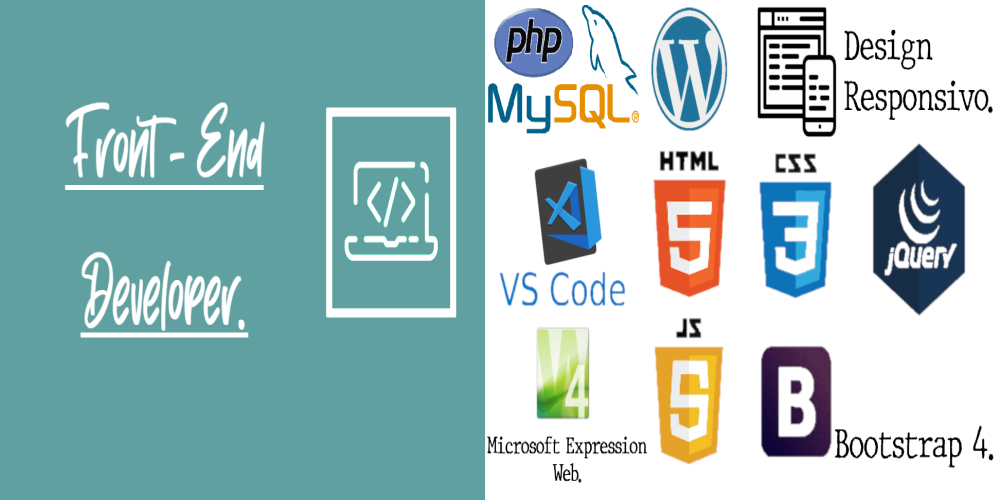 Front-End
Developer.
php
MySQL®
W
Design
Responsivo.
VS Code
HTML
5
CSS
3
jQuery
V4
Microsoft Expression
Web.
JS
5
B
Bootstrap 4.